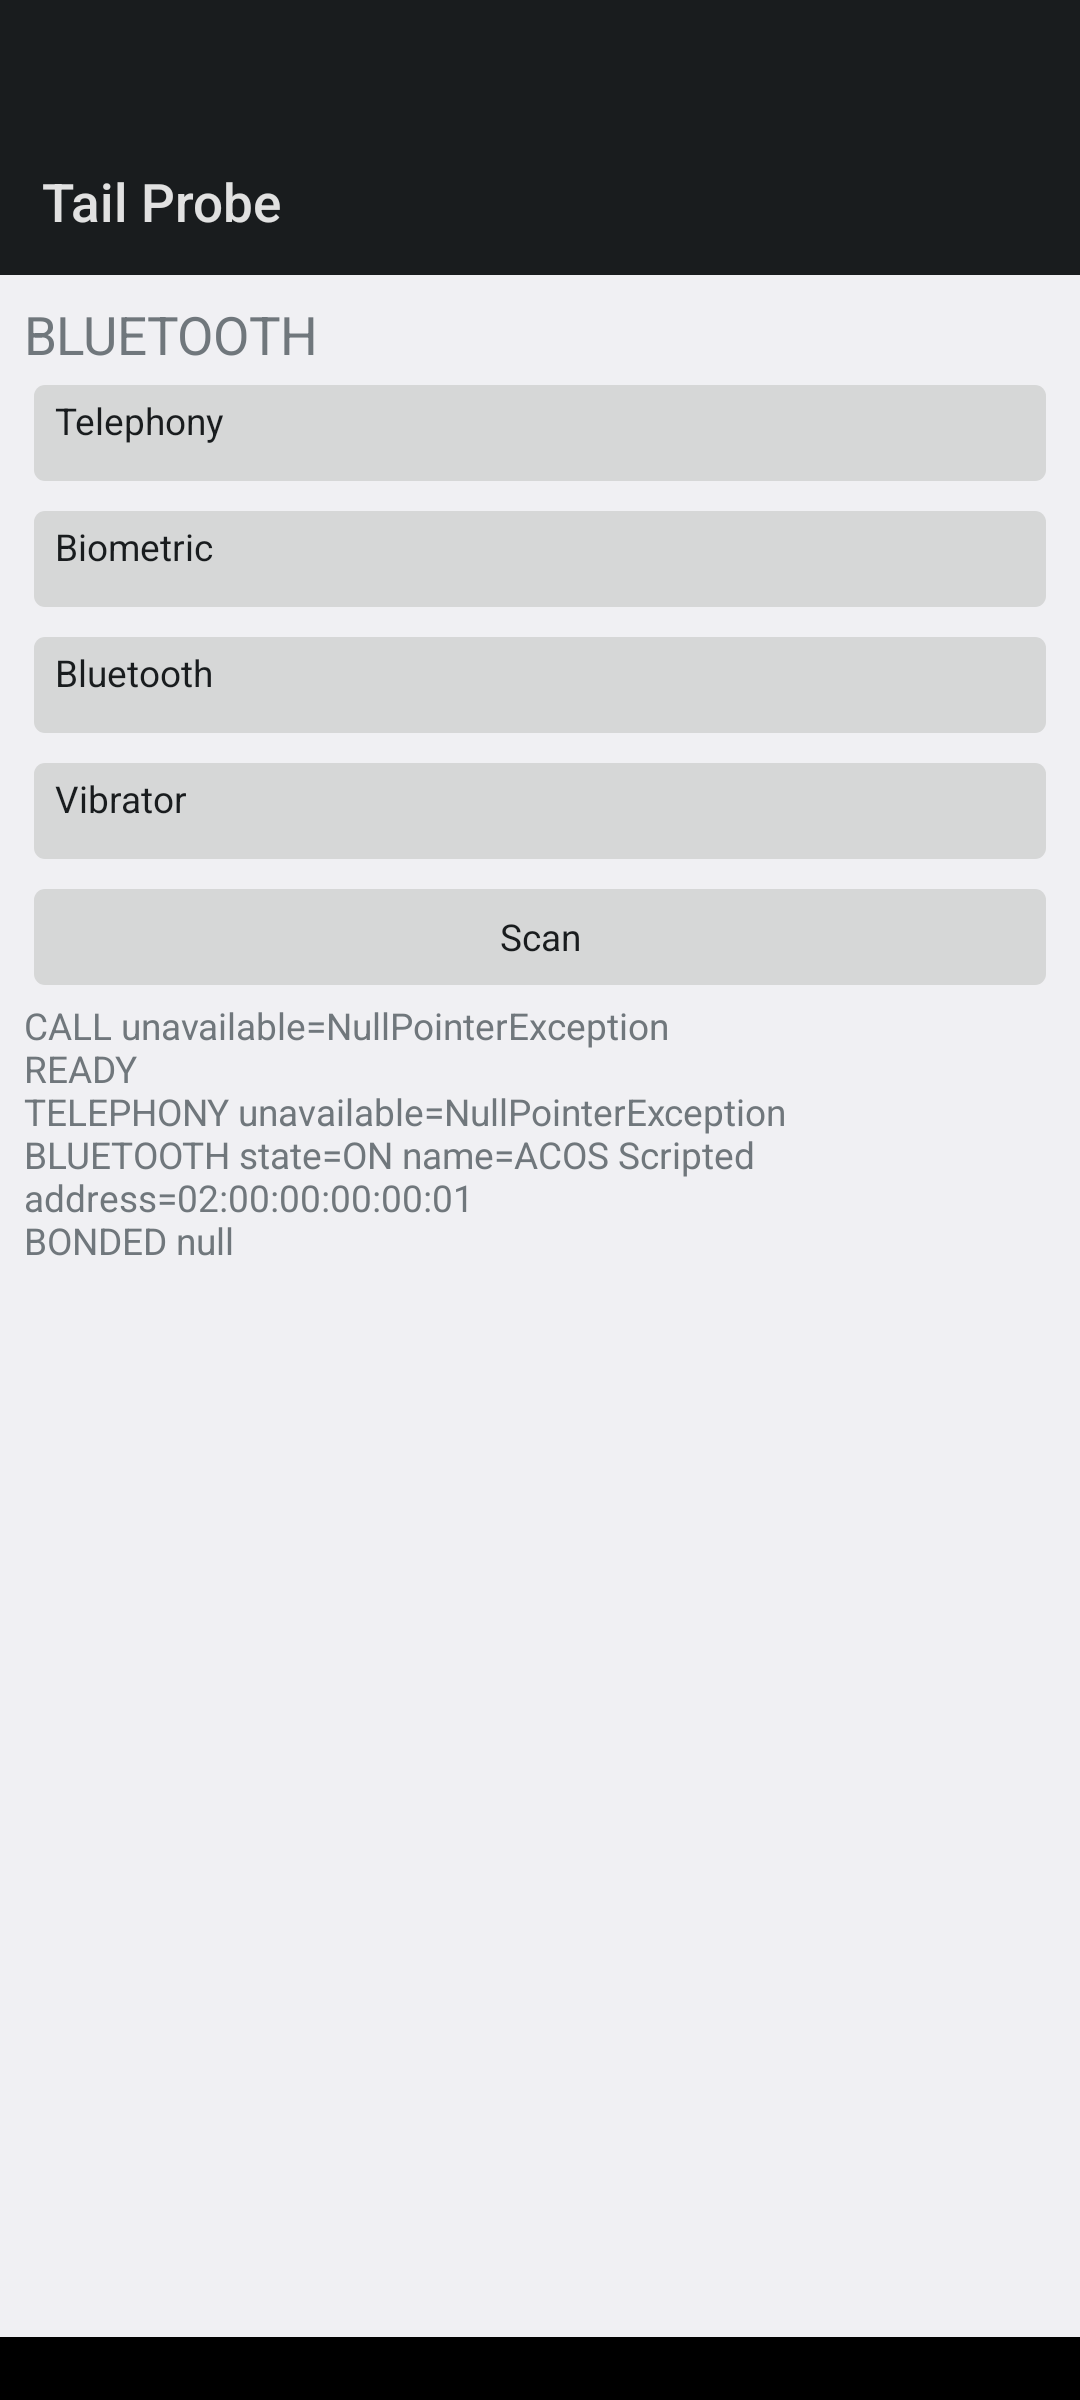 Tail Probe
BLUETOOTH
Telephony
Biometric
Bluetooth
Vibrator
Scan
CALL unavailable=NullPointerException
READY
TELEPHONY unavailable=NullPointerException
BLUETOOTH state=ON name=ACOS Scripted
address=02:00:00:00:00:01
BONDED null